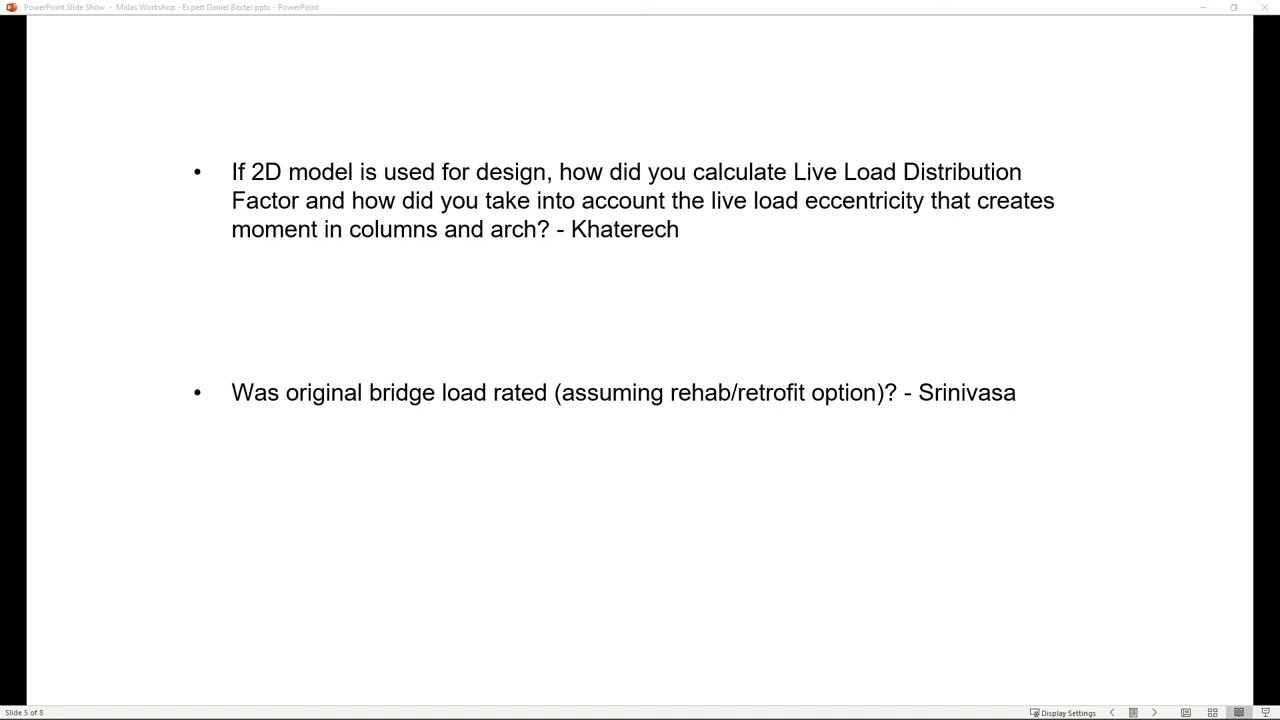 PowerPoint Slide Show - Midas Workshop - Expert Daniel Baxter.pptx - PowerPoint
• If 2D model is used for design, how did you calculate Live Load Distribution
Factor and how did you take into account the live load eccentricity that creates
moment in columns and arch? - Khaterech
• Was original bridge load rated (assuming rehab/retrofit option)? - Srinivasa
Slide 5 of 8
Display Settings